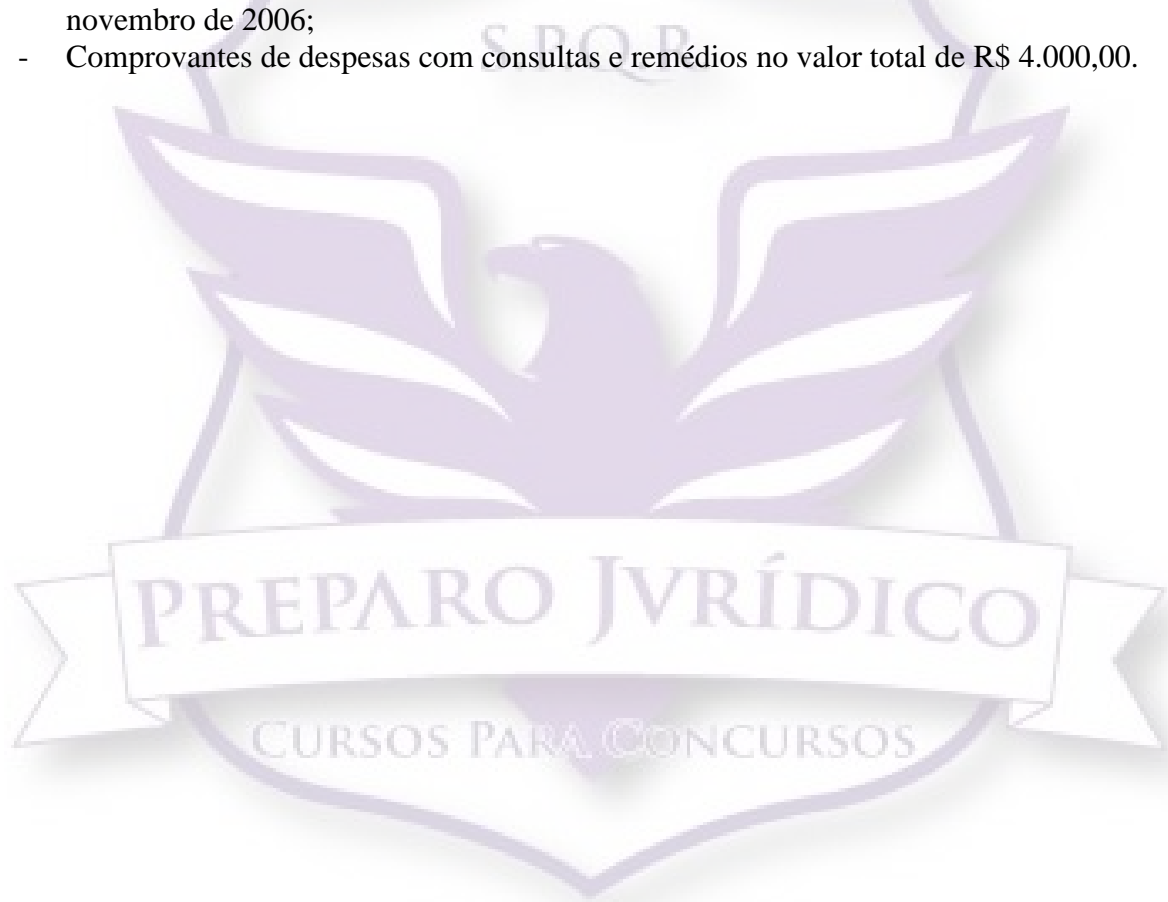 novembro de 2006;
S.P.Q.R
- Comprovantes de despesas com consultas e remédios no valor total de R$ 4.000,00.
PREPARO JVRÍDICO
CURSOS PARA CONCURSOS